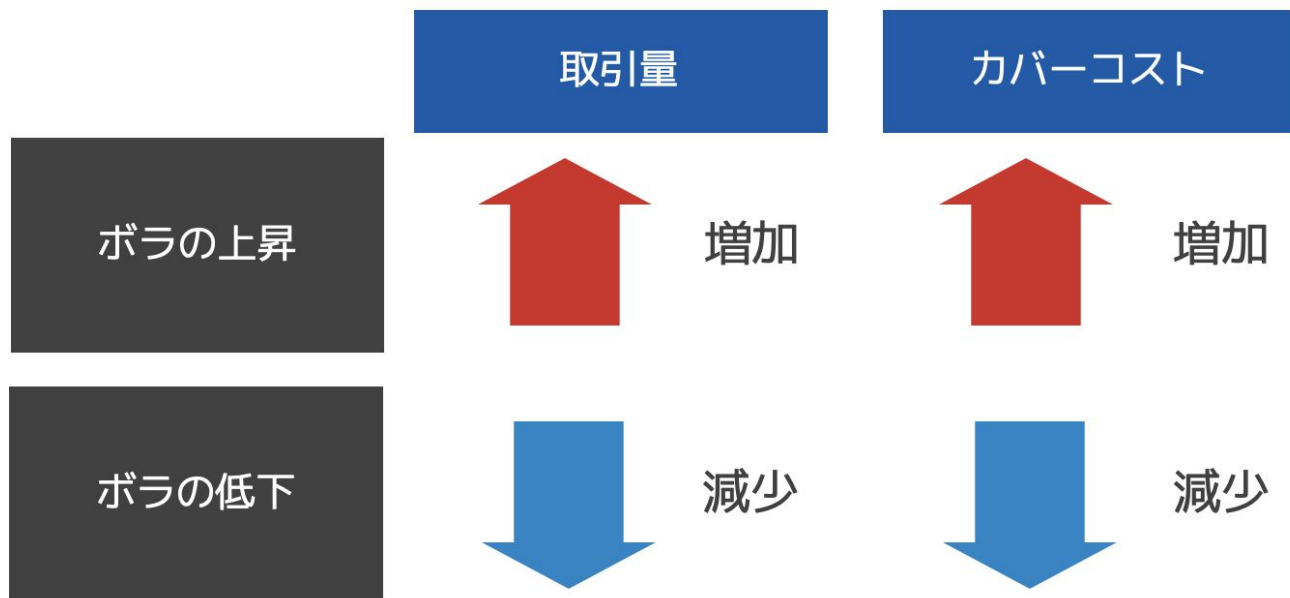 取引量
カバーコスト
ボラの上昇
増加
増加
ボラの低下
減少
減少